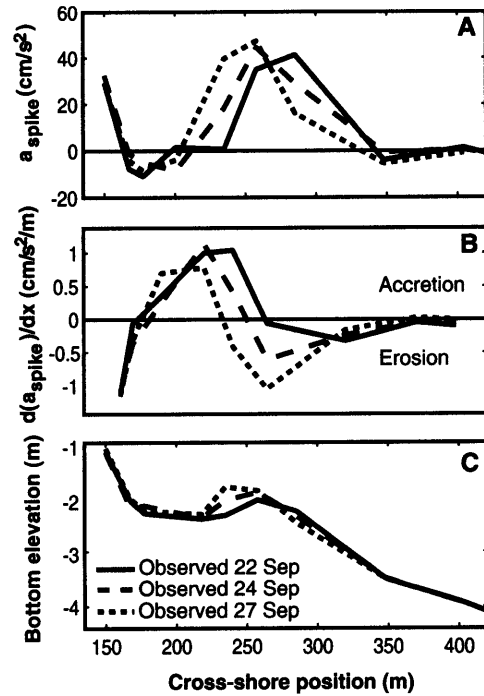 A
a_spike (cm/s²)
60
40
20
0
-20
B
d(a_spike)/dx (cm/s²/m)
1
0.5
0
-0.5
-1
Accretion
Erosion
C
Bottom elevation (m)
-1
-2
-3
-4
Observed 22 Sep
Observed 24 Sep
Observed 27 Sep
150 200 250 300 350 400
Cross-shore position (m)